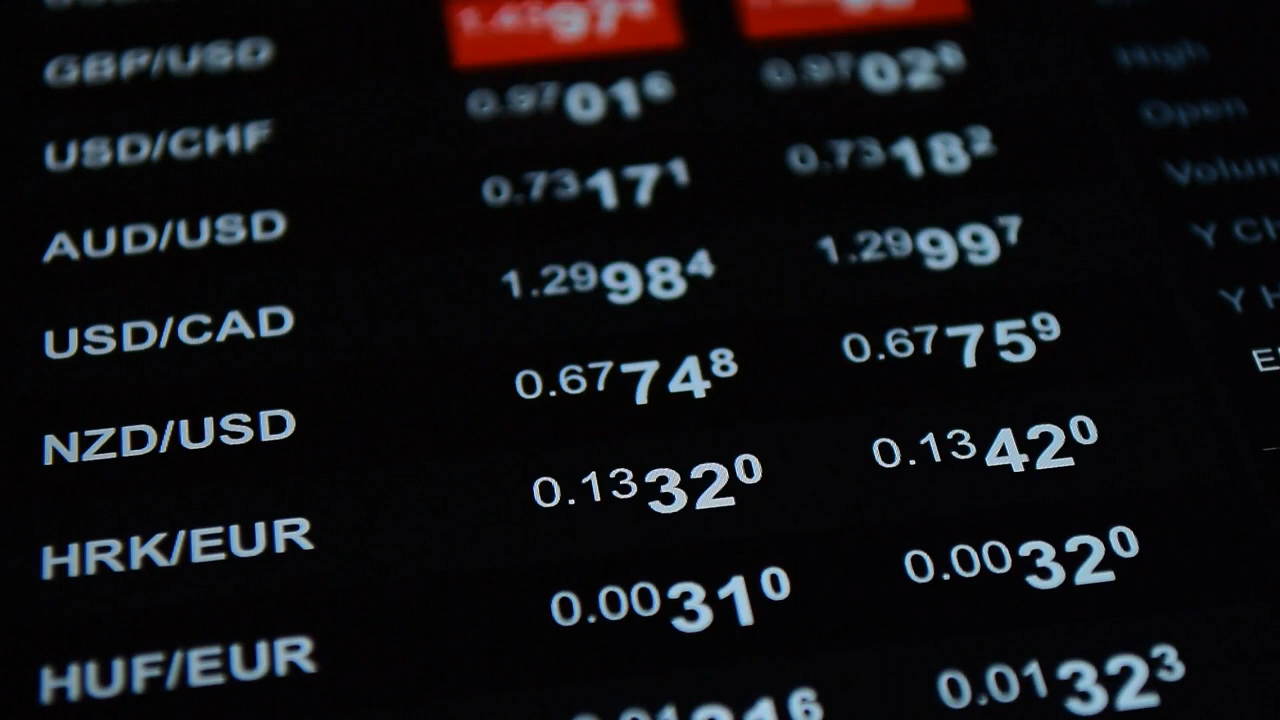 GBP/USD
USD/CHF 0.97016 0.97028
AUD/USD 0.73171 0.73182
USD/CAD 1.29984 1.29997
NZD/USD 0.67748 0.67759
HRK/EUR 0.13320 0.13420
HUF/EUR 0.00310 0.00320
0.01323
High
Open